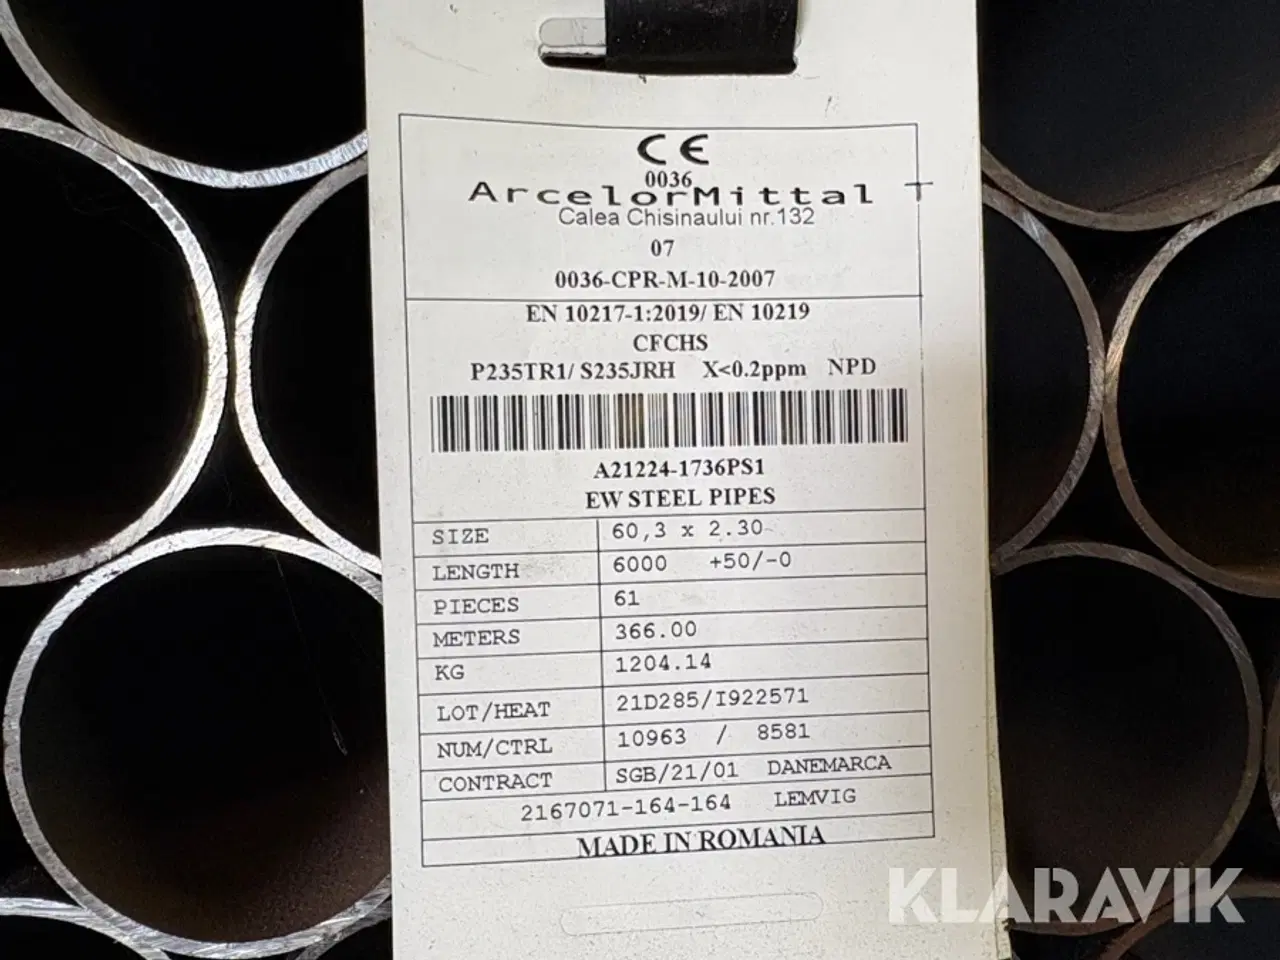 CE
0036
ArcelorMittal
Calea Chisinaului nr.132
07
0036-CPR-M-10-2007
EN 10217-1:2019/ EN 10219
CFCHS
P235TR1/ S235JRH X<0.2ppm NPD
A21224-1736PS1
EW STEEL PIPES
SIZE 60,3 x 2.30
LENGTH 6000 +50/-0
PIECES 61
METERS 366.00
KG 1204.14
LOT/HEAT 21D285/I922571
NUM/CTRL 10963 / 8581
CONTRACT SGB/21/01 DANEMARCA
2167071-164-164 LEMVIG
MADE IN ROMANIA
KLARAVIK